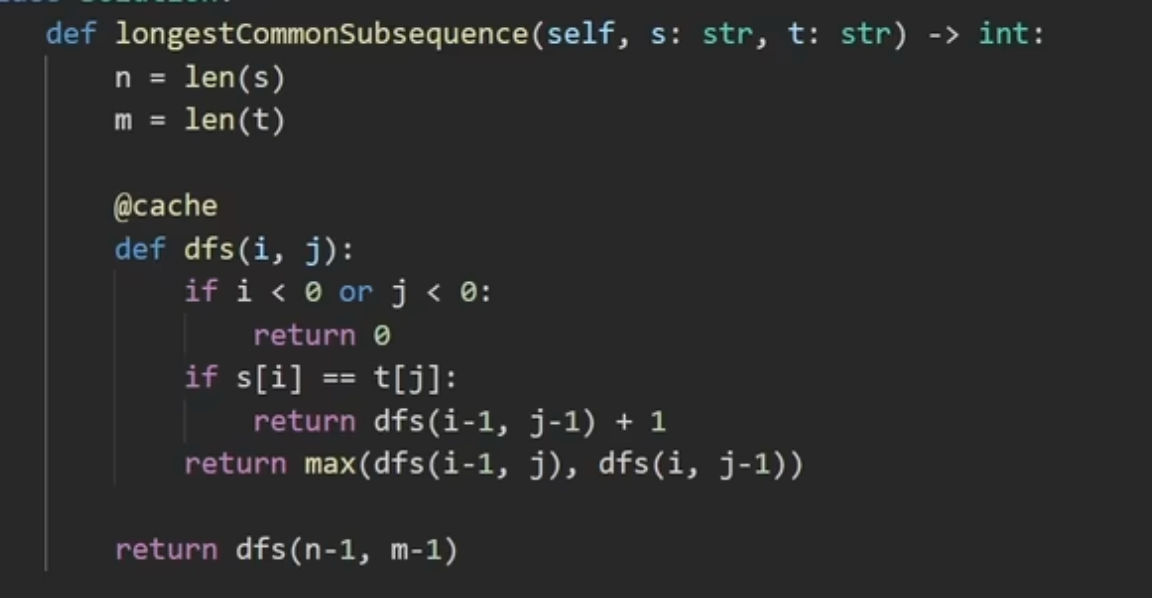 def longestCommonSubsequence(self, s: str, t: str) -> int:
    n = len(s)
    m = len(t)

    @cache
    def dfs(i, j):
        if i < 0 or j < 0:
            return 0
        if s[i] == t[j]:
            return dfs(i-1, j-1) + 1
        return max(dfs(i-1, j), dfs(i, j-1))

    return dfs(n-1, m-1)